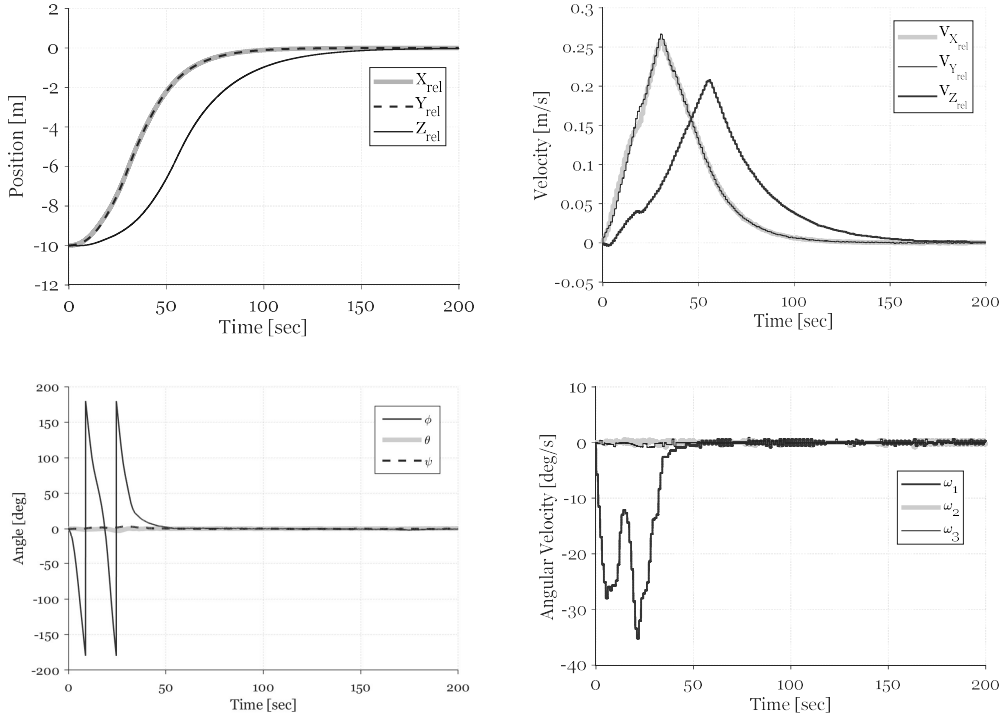 2
0
-2
-4
-6
-8
-10
-12
0 50 100 150 200
Position [m]
Time [sec]
X_rel
Y_rel
Z_rel
0.3
0.25
0.2
0.15
0.1
0.05
0
-0.05
0 50 100 150 200
Velocity [m/s]
Time [sec]
V_X_rel
V_Y_rel
V_Z_rel
200
150
100
50
0
-50
-100
-150
-200
0 50 100 150 200
Angle [deg]
Time [sec]
ϕ
θ
ψ
10
0
-10
-20
-30
-40
0 50 100 150 200
Angular Velocity [deg/s]
Time [sec]
ω_1
ω_2
ω_3